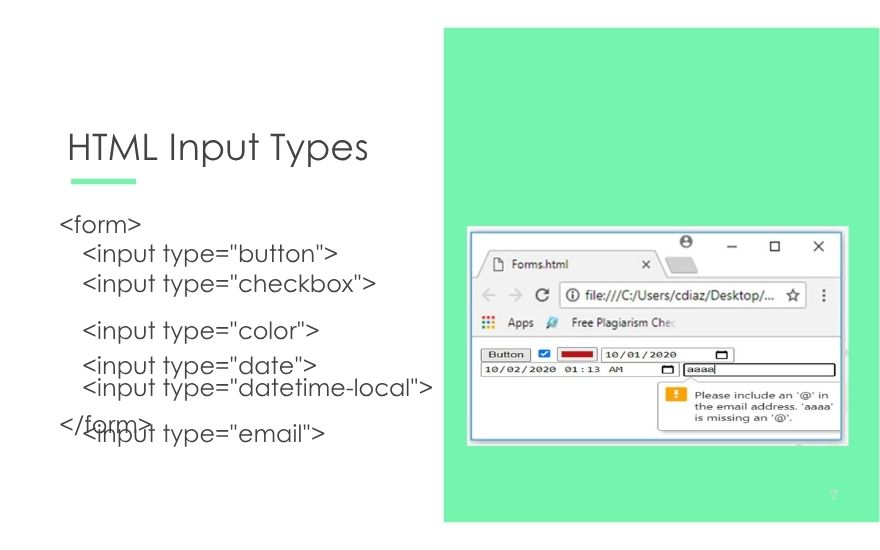 HTML Input Types
<form>
<input type="button">
<input type="checkbox">
<input type="color">
<input type="date">
<input type="datetime-local">
</form>
<input type="email">
Forms.html
file:///C:/Users/cdiaz/Desktop/...
Apps Free Plagiarism Chec
Button 10/01/2020
10/02/2020 01:13 AM aaaa
Please include an '@' in
the email address. 'aaaa'
is missing an '@'.
7